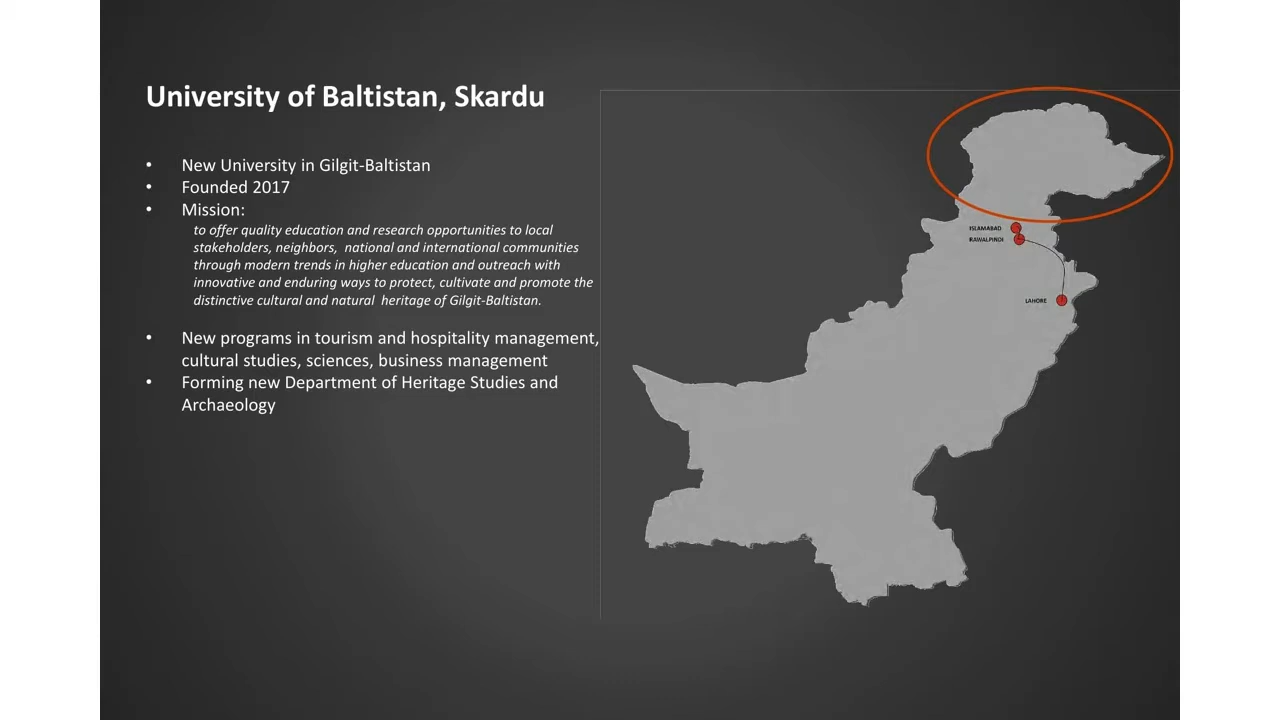 University of Baltistan, Skardu
• New University in Gilgit-Baltistan
• Founded 2017
• Mission:
to offer quality education and research opportunities to local
stakeholders, neighbors, national and international communities
through modern trends in higher education and outreach with
innovative and enduring ways to protect, cultivate and promote the
distinctive cultural and natural heritage of Gilgit-Baltistan.
• New programs in tourism and hospitality management,
cultural studies, sciences, business management
• Forming new Department of Heritage Studies and
Archaeology
ISLAMABAD
RAWALPINDI
LAHORE